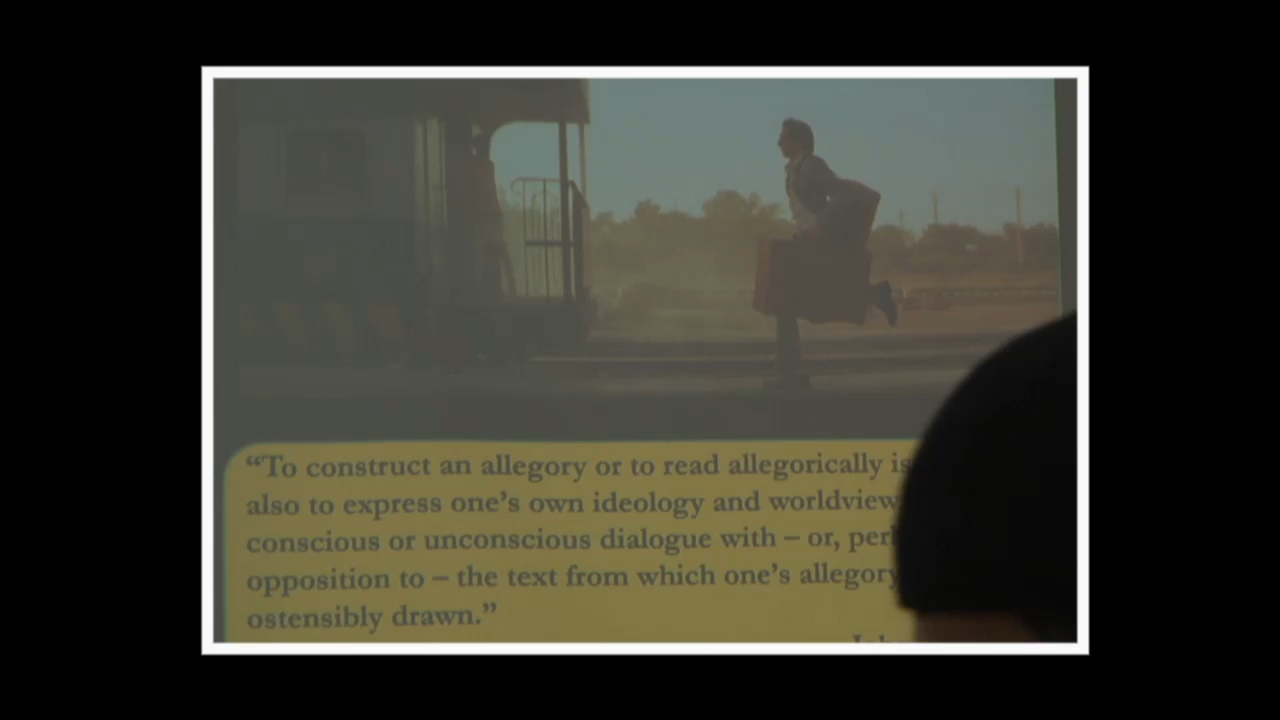 “To construct an allegory or to read allegorically is
also to express one’s own ideology and worldview
conscious or unconscious dialogue with – or,
opposition to – the text from which one’s allegory
ostensibly drawn.”